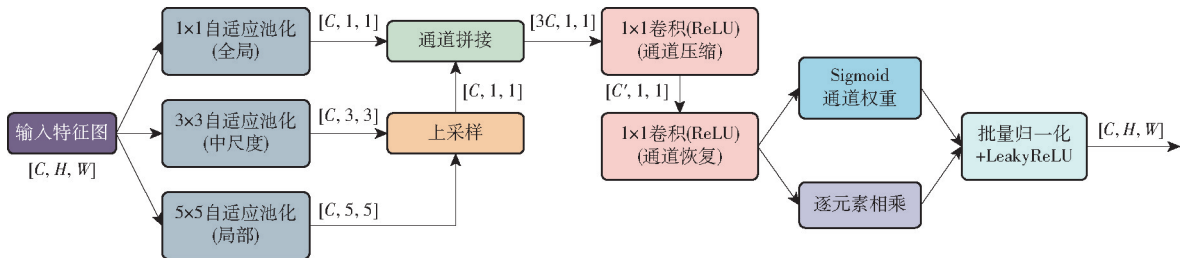 输入特征图
[C, H, W]
1×1自适应池化
(全局)
[C, 1, 1]
3×3自适应池化
(中尺度)
[C, 3, 3]
5×5自适应池化
(局部)
[C, 5, 5]
通道拼接
[C, 1, 1]
上采样
[3C, 1, 1]
1×1卷积(ReLU)
(通道压缩)
[C′, 1, 1]
1×1卷积(ReLU)
(通道恢复)
Sigmoid
通道权重
逐元素相乘
批量归一化
+LeakyReLU
[C, H, W]